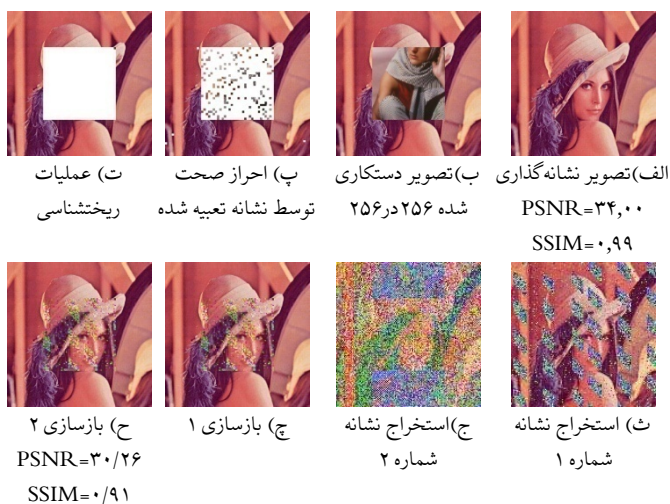 الف)تصویر نشانه‌گذاری
PSNR=۳۴,۰۰
SSIM=۰,۹۹
ب)تصویر دستکاری
شده ۲۵۶در۲۵۶
پ) احراز صحت
توسط نشانه تعبیه شده
ت) عملیات
ریختشناسی
ث) استخراج نشانه
شماره ۱
ج)استخراج نشانه
شماره ۲
چ) بازسازی ۱
ح) بازسازی ۲
PSNR=۳۰/۲۶
SSIM=۰/۹۱